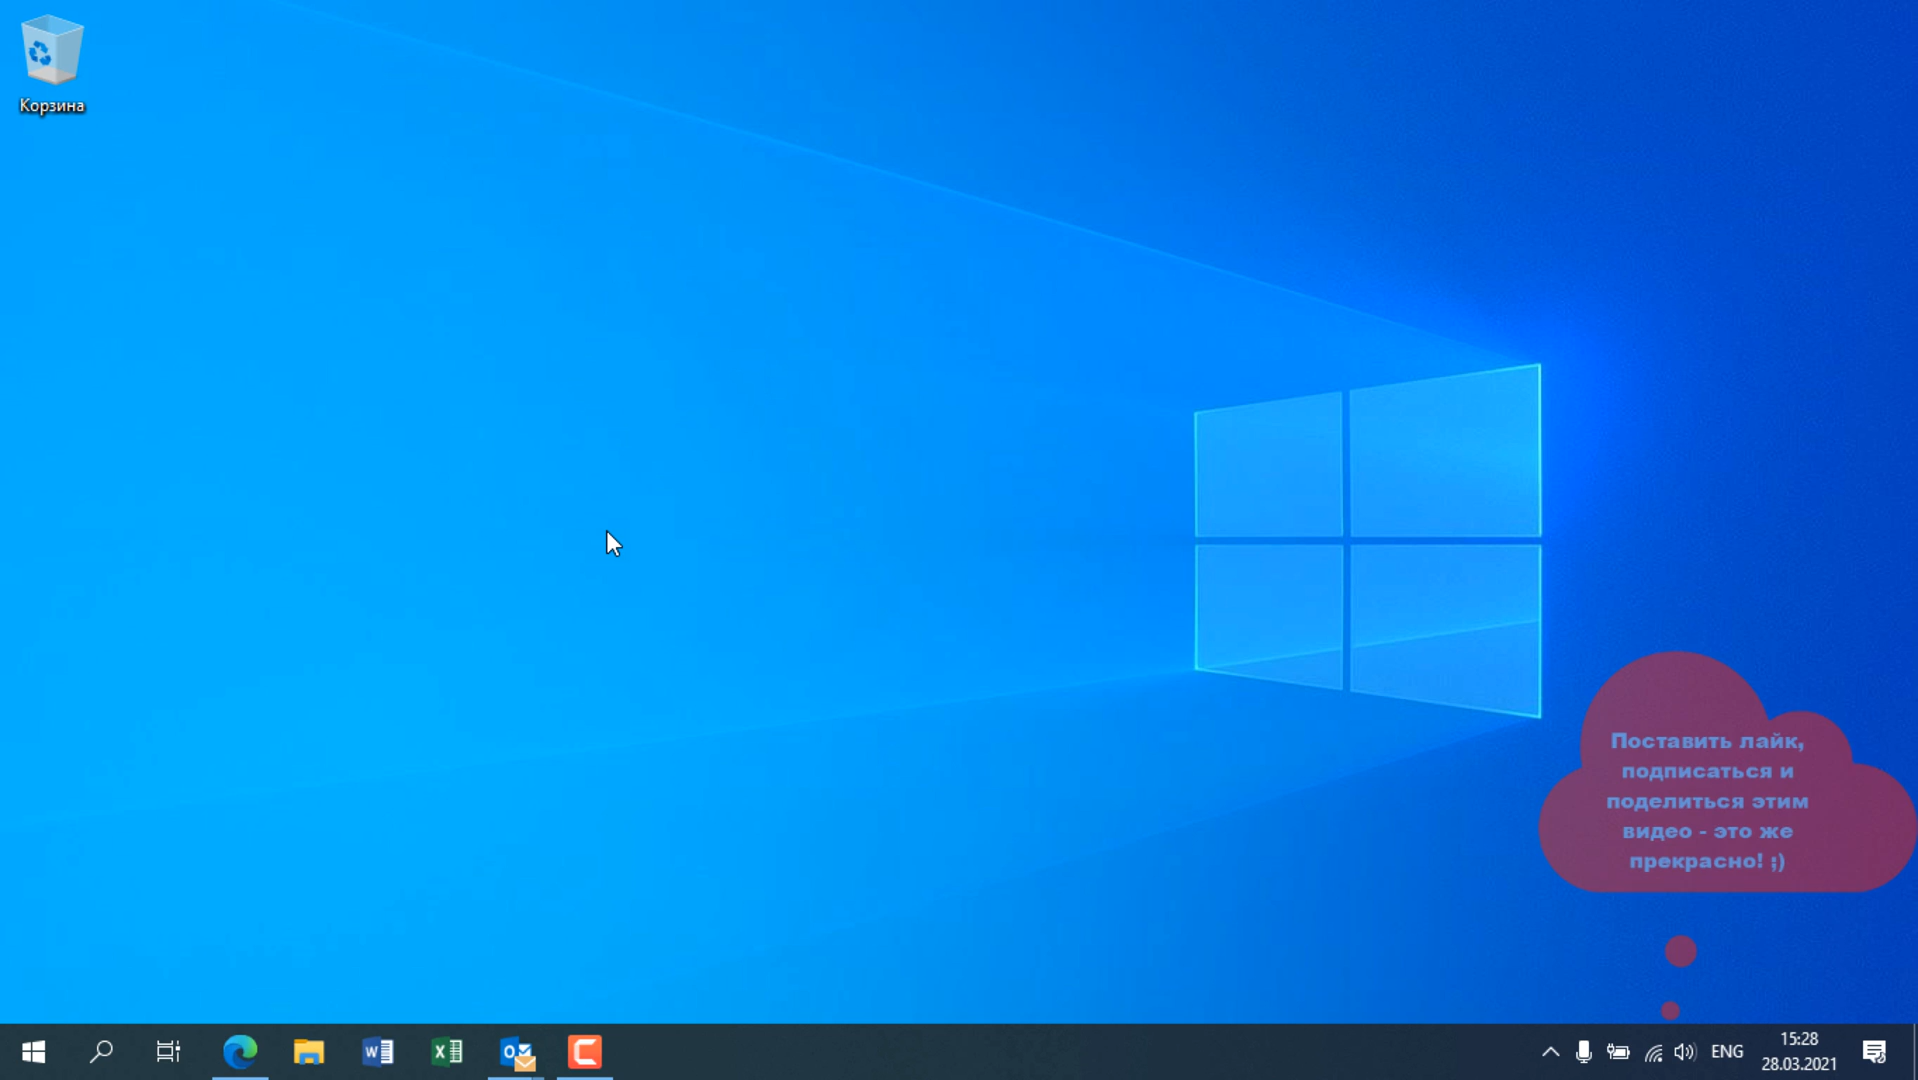 Корзина
Поставить лайк,
подписаться и
поделиться этим
видео - это же
прекрасно! ;)
ENG
15:28
28.03.2021